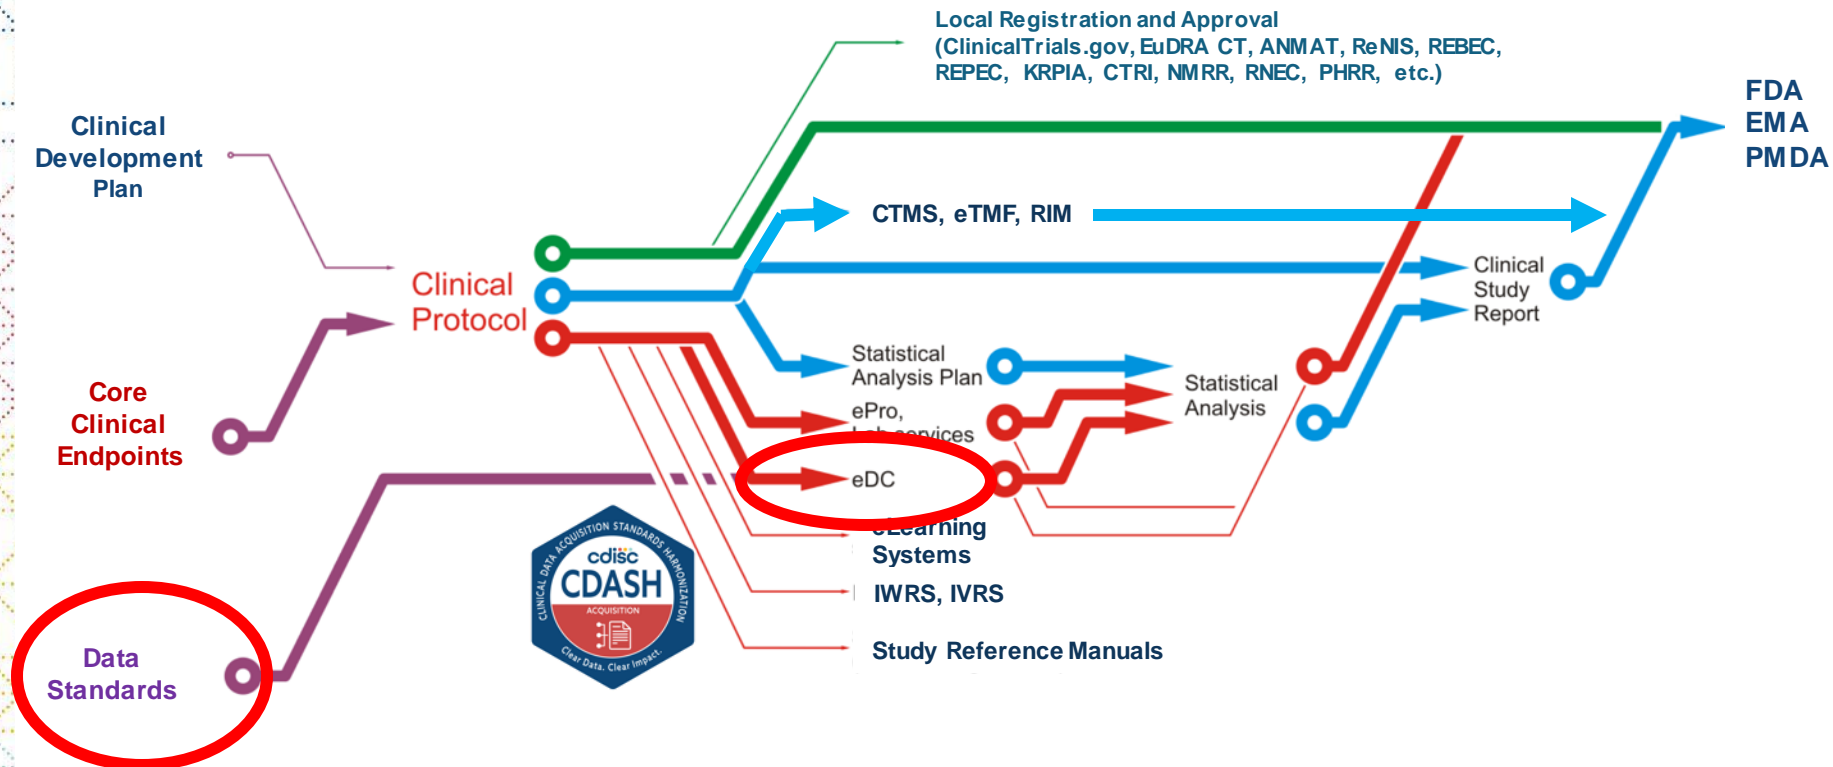 Local Registration and Approval
(ClinicalTrials.gov, EuDRA CT, ANMAT, ReNIS, REBEC,
REPEC, KRPIA, CTRI, NMRR, RNEC, PHRR, etc.)
FDA
EMA
PMDA
Clinical
Development
Plan
CTMS, eTMF, RIM
Clinical
Protocol
Clinical
Study
Report
Statistical
Analysis Plan
Statistical
Analysis
Core
Clinical
Endpoints
ePro,
Lab services
eDC
eLearning
Systems
IWRS, IVRS
Study Reference Manuals
CLINICAL DATA ACQUISITION STANDARDS HARMONIZATION
cdisc
CDASH
ACQUISITION
Clear Data. Clear Impact.
Data
Standards